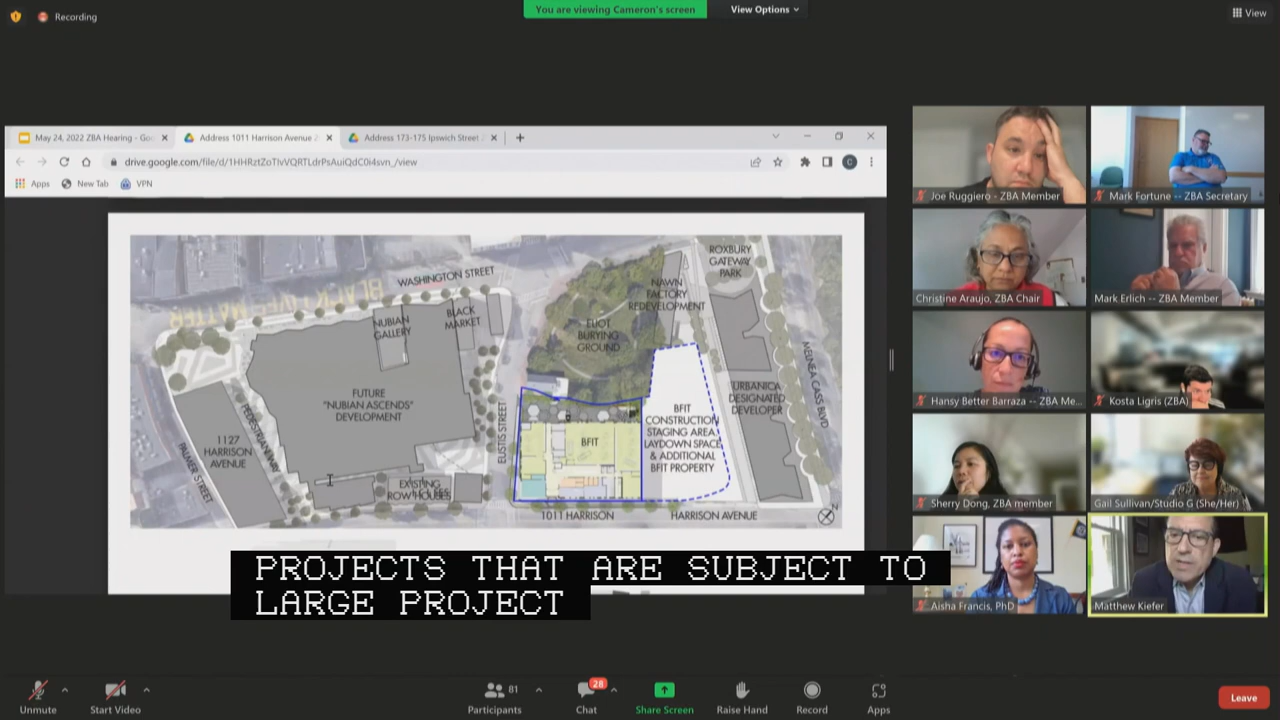 Recording
You are viewing Cameron's screen
View Options
View
May 24, 2022 ZBA Hearing - Go
Address 1011 Harrison Avenue
Address 173-175 Ipswich Street
Apps
New Tab
VPN
WASHINGTON STREET
ROXBURY
GATEWAY
PARK
NUBIAN
GALLERY
BLACK
MARKET
NAWN
FACTORY
REDEVELOPMENT
ELIOT
BURYING
GROUND
FUTURE
"NUBIAN ASCENDS"
DEVELOPMENT
PEDESTRIAN WAY
1127
HARRISON
AVENUE
PALMER STREET
EUSTIS STREET
EXISTING
ROW HOUSES
BFIT
BFIT
CONSTRUCTION
STAGING AREA
LAYDOWN SPACE
& ADDITIONAL
BFIT PROPERTY
URBANICA
DESIGNATED
DEVELOPER
MELNEA CASS BLVD
1011 HARRISON
HARRISON AVENUE
PROJECTS THAT ARE SUBJECT TO
LARGE PROJECT
Joe Ruggiero - ZBA Member
Mark Fortune -- ZBA Secretary
Christine Araujo, ZBA Chair
Mark Erlich -- ZBA Member
Hansy Better Barraza -- ZA Me...
Kosta Ligris (ZBA)
Sherry Dong, ZBA member
Gail Sullivan/Studio G (She/Her)
Aisha Francis, PhD
Matthew Kiefer
Unmute
Start Video
81
Participants
28
Chat
Share Screen
Raise Hand
Record
Apps
Leave